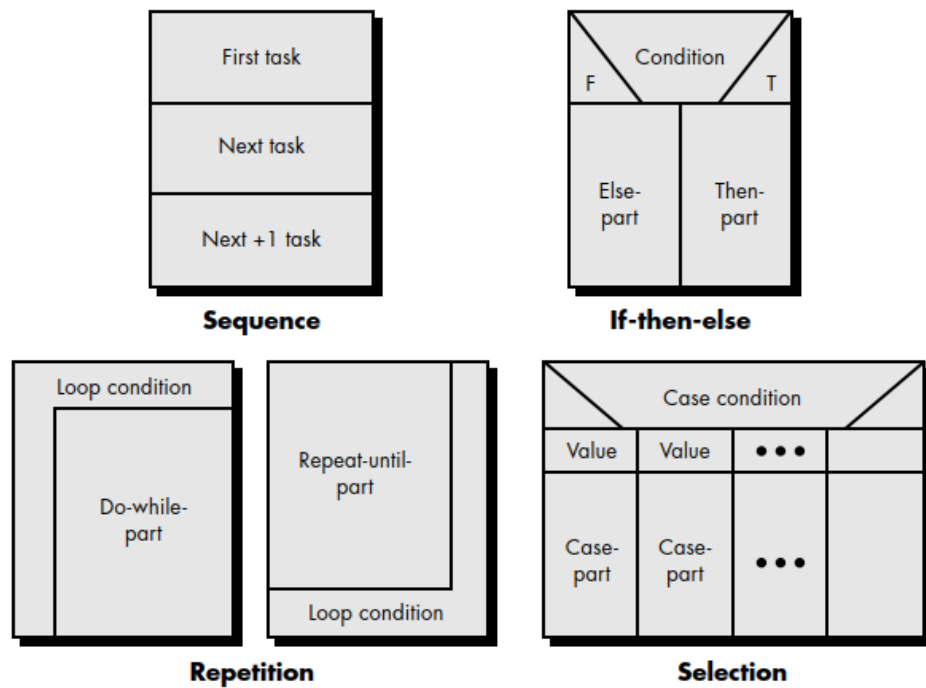 First task
Next task
Next +1 task
Sequence
Condition
F
T
Else-
part
Then-
part
If-then-else
Loop condition
Do-while-
part
Repeat-until-
part
Loop condition
Repetition
Case condition
Value
Value
•••
Case-
part
Case-
part
•••
Selection